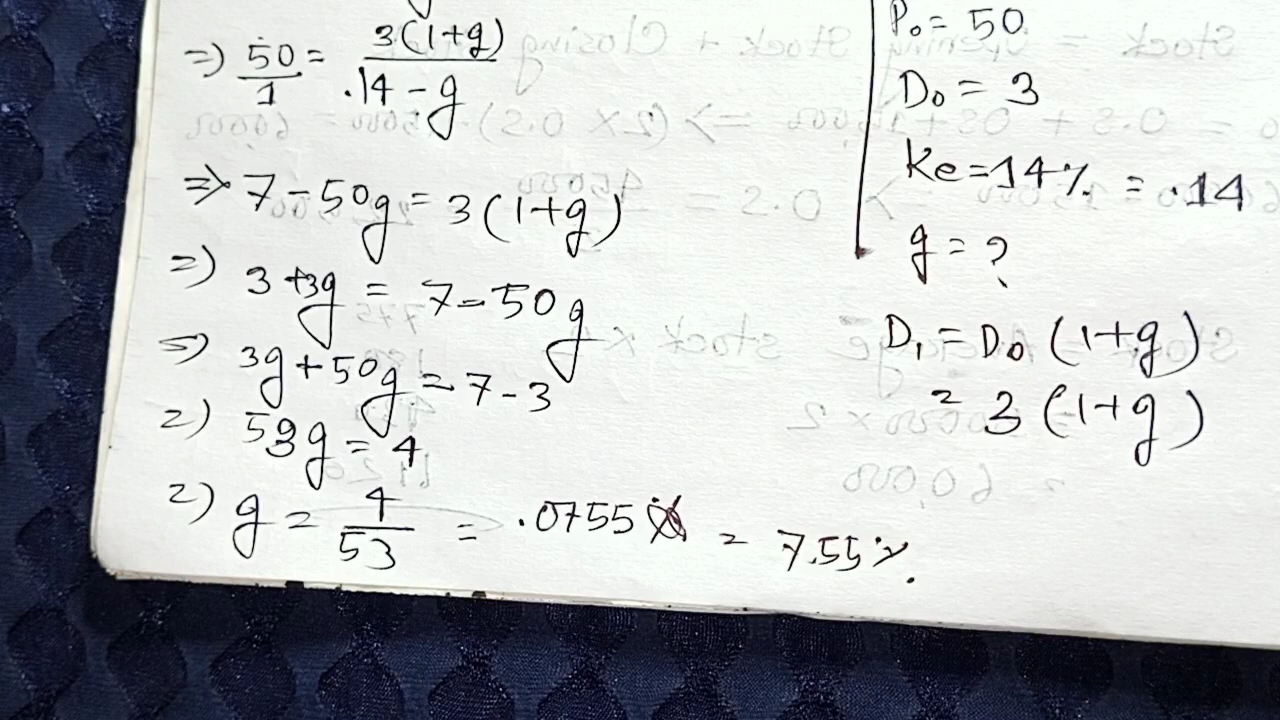 => 50/1 = 3(1+g)/.14-g
=> 7-50g = 3(1+g)
=> 3+3g = 7-50g
=> 3g+50g = 7-3
=> 53g = 4
=> g = 4/53 = .0755 = 7.55%.
P₀ = 50
D₀ = 3
Ke = 14% = .14
g = ?
D₁ = D₀ (1+g)
= 3 (1+g)